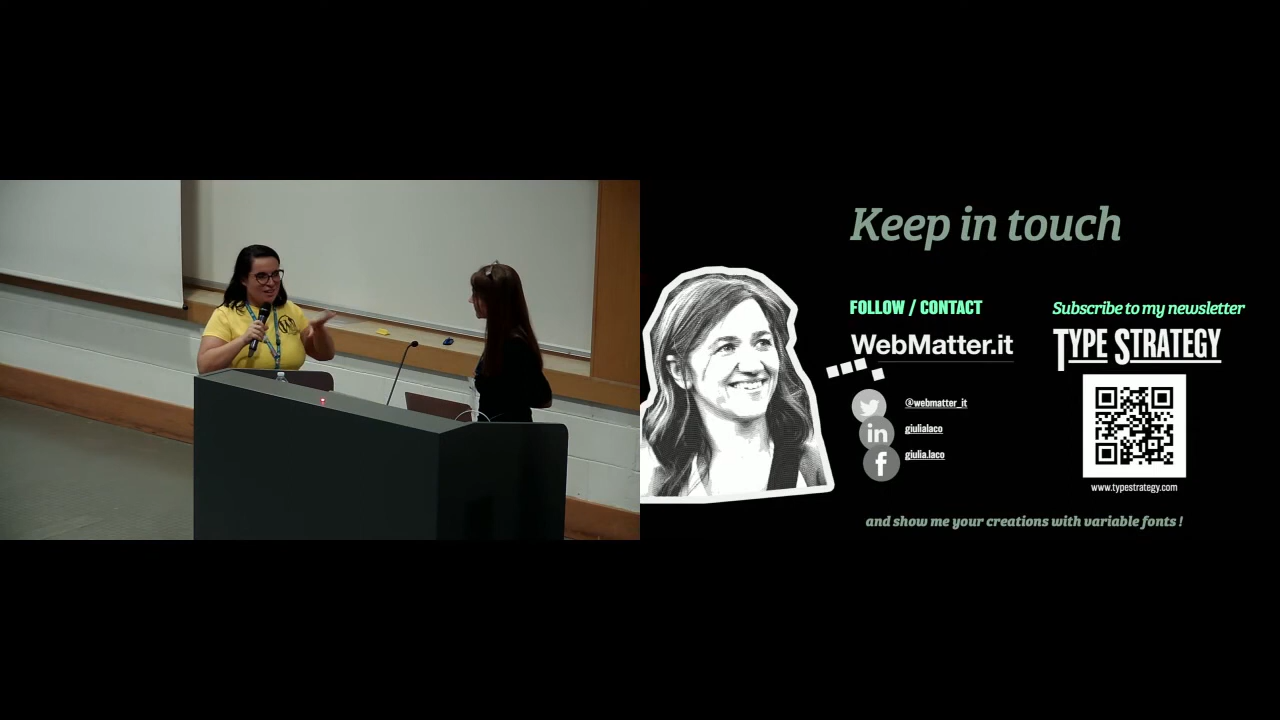 Keep in touch
FOLLOW / CONTACT
WebMatter.it
@webmatter_it
giulialaco
giulia.laco
Subscribe to my newsletter
TYPE STRATEGY
www.typestrategy.com
and show me your creations with variable fonts !